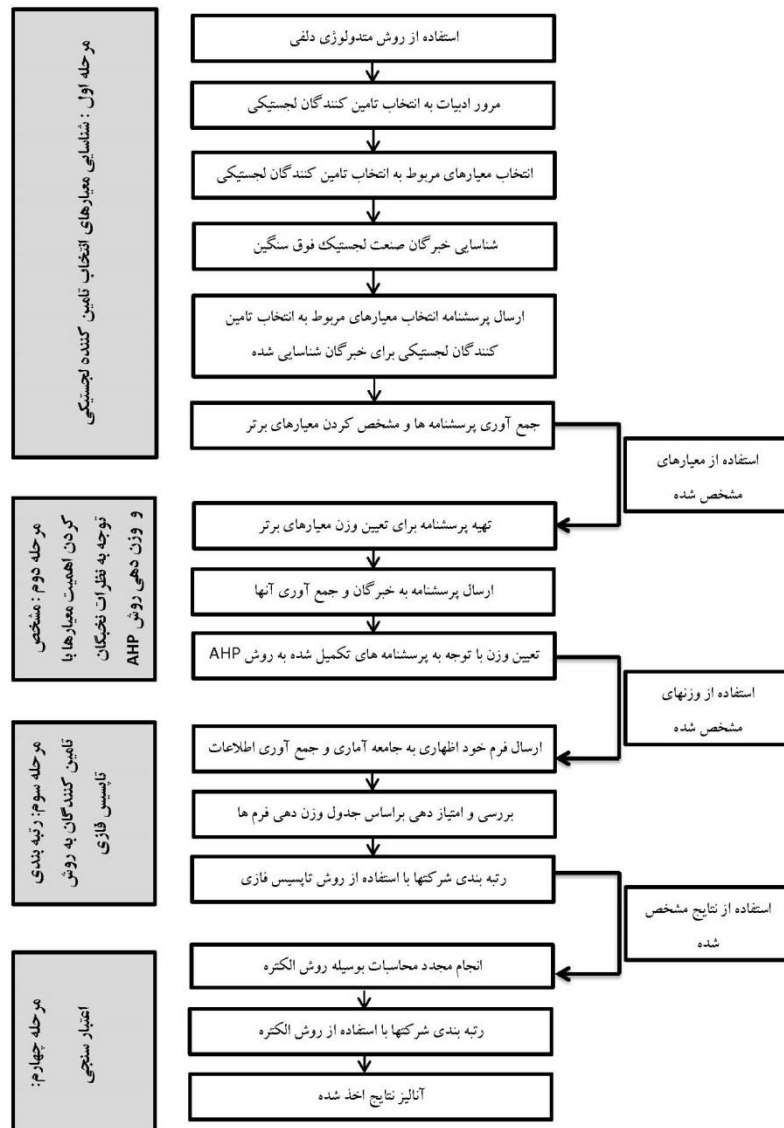 مرحله اول : شناسایی معیارهای انتخاب تامین کننده لجستیکی
استفاده از روش متدولوژی دلفی
مرور ادبیات به انتخاب تامین کنندگان لجستیکی
انتخاب معیارهای مربوط به انتخاب تامین کنندگان لجستیکی
شناسایی خبرگان صنعت لجستیک فوق سنگین
ارسال پرسشنامه انتخاب معیارهای مربوط به انتخاب تامین
کنندگان لجستیکی برای خبرگان شناسایی شده
جمع آوری پرسشنامه ها و مشخص کردن معیارهای برتر
استفاده از معیارهای
مشخص شده
مرحله دوم : مشخص
کردن اهمیت معیارها با
توجه به نظرات نخبگان
و وزن دهی روش AHP
تهیه پرسشنامه برای تعیین وزن معیارهای برتر
ارسال پرسشنامه به خبرگان و جمع آوری آنها
تعیین وزن با توجه به پرسشنامه های تکمیل شده به روش AHP
استفاده از وزنهای
مشخص شده
مرحله سوم: رتبه بندی
تامین کنندگان به روش
تاپسیس فازی
ارسال فرم خود اظهاری به جامعه آماری و جمع آوری اطلاعات
بررسی و امتیاز دهی براساس جدول وزن دهی فرم ها
رتبه بندی شرکتها با استفاده از روش تاپسیس فازی
استفاده از نتایج مشخص
شده
مرحله چهارم:
اعتبار سنجی
انجام مجدد محاسبات بوسیله روش الکتره
رتبه بندی شرکتها با استفاده از روش الکتره
آنالیز نتایج اخذ شده